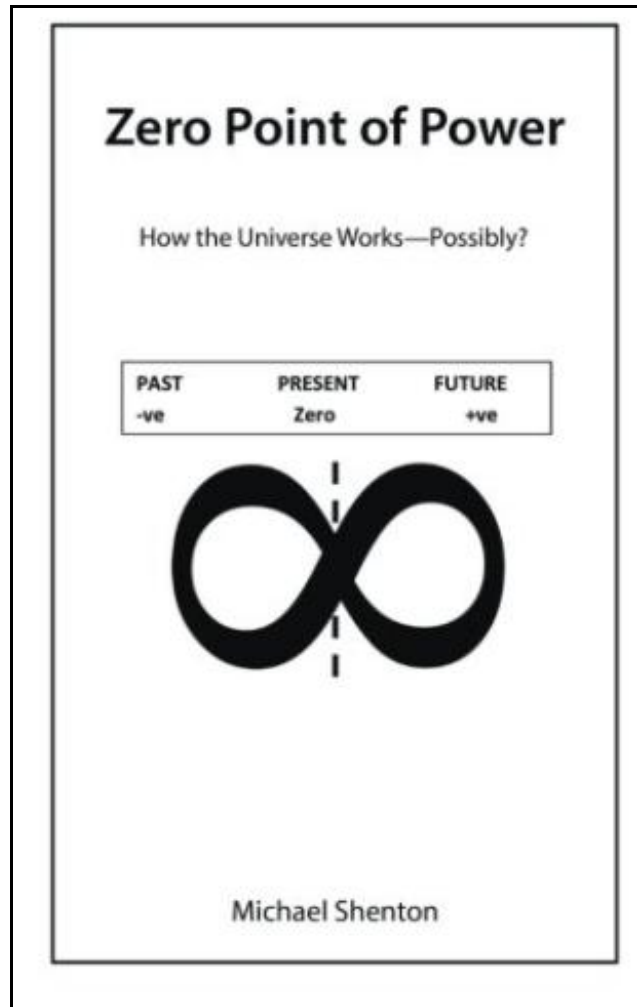 Zero Point of Power
How the Universe Works—Possibly?
PAST PRESENT FUTURE
-ve Zero +ve
Michael Shenton